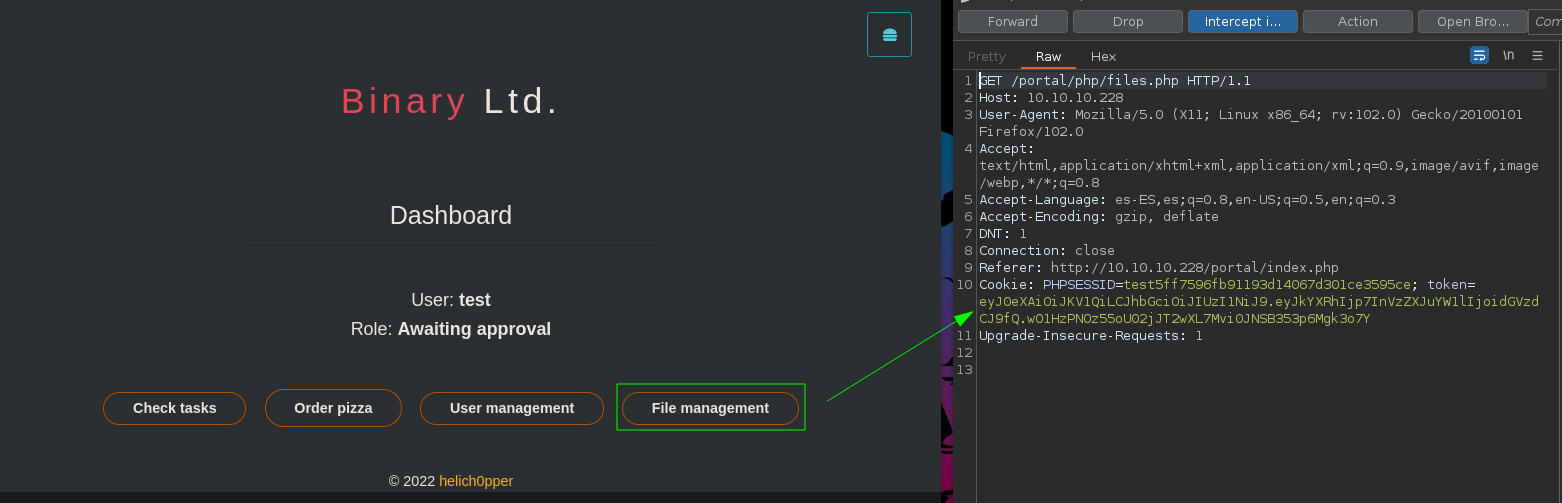 Binary Ltd.
Dashboard
User: test
Role: Awaiting approval
Check tasks
Order pizza
User management
File management
© 2022 helich0pper
Forward
Drop
Intercept i...
Action
Open Bro...
Com
Pretty
Raw
Hex
\n
1 GET /portal/php/files.php HTTP/1.1
2 Host: 10.10.10.228
3 User-Agent: Mozilla/5.0 (X11; Linux x86_64; rv:102.0) Gecko/20100101
Firefox/102.0
4 Accept:
text/html,application/xhtml+xml,application/xml;q=0.9,image/avif,image
/webp,*/*;q=0.8
5 Accept-Language: es-ES,es;q=0.8,en-US;q=0.5,en;q=0.3
6 Accept-Encoding: gzip, deflate
7 DNT: 1
8 Connection: close
9 Referer: http://10.10.10.228/portal/index.php
10 Cookie: PHPSESSID=test5ff7596fb91193d14067d301ce3595ce; token=
eyJ0eXAiOiJKV1QiLCJhbGciOiJIUzI1NiJ9.eyJkYXRhIjp7InVzZXJuYW1lIjoidGVzd
CJ9fQ.wO1HzPNOz55oU02jJT2wXL7Mvi0JNSB353p6Mgk3o7Y
11 Upgrade-Insecure-Requests: 1
12
13